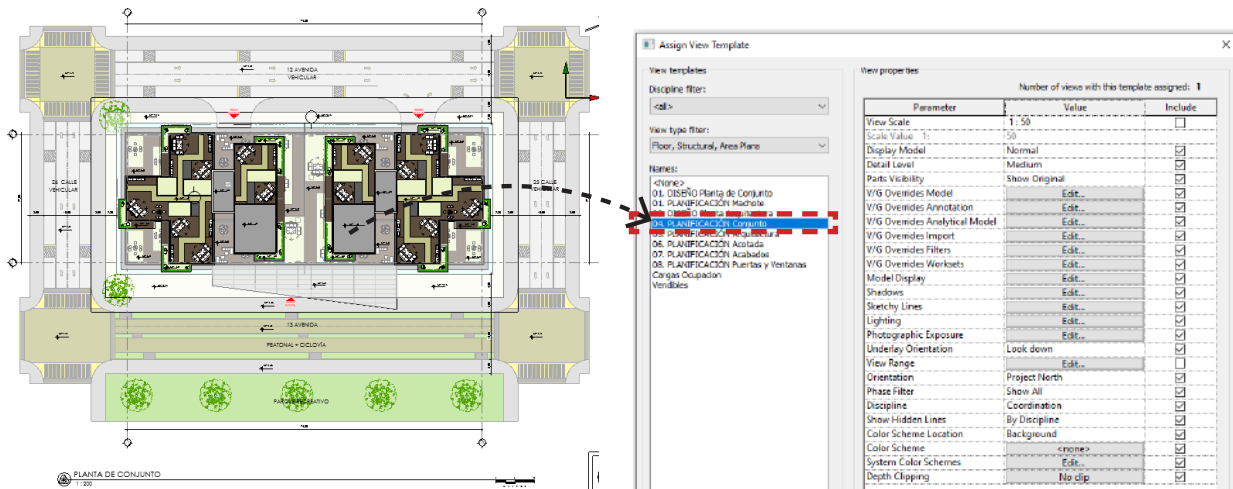 12 AVENIDA
VEHICULAR
26 CALLE
VEHICULAR
25 CALLE
VEHICULAR
13 AVENIDA
PEATONAL + CICLOVÍA
PLANTA DE CONJUNTO
1 : 200
Assign View Template
View templates
Discipline filter:
<all>
View type filter:
Floor, Structural, Area Plans
Names:
<None>
01. DISEÑO Planta de Conjunto
01. PLANIFICACIÓN Machote
04. PLANIFICACIÓN Conjunto
06. PLANIFICACIÓN Acotada
07. PLANIFICACIÓN Acabados
08. PLANIFICACIÓN Puertas y Ventanas
Cargas Ocupacion
Vendibles
View properties
Number of views with this template assigned: 1
Parameter Value Include
View Scale 1 : 50
Scale Value 1: 50
Display Model Normal
Detail Level Medium
Parts Visibility Show Original
V/G Overrides Model Edit...
V/G Overrides Annotation Edit...
V/G Overrides Analytical Model Edit...
V/G Overrides Import Edit...
V/G Overrides Filters Edit...
V/G Overrides Worksets Edit...
Model Display Edit...
Shadows Edit...
Sketchy Lines Edit...
Lighting Edit...
Photographic Exposure Edit...
Underlay Orientation Look down
View Range Edit...
Orientation Project North
Phase Filter Show All
Discipline Coordination
Show Hidden Lines By Discipline
Color Scheme Location Background
Color Scheme <none>
System Color Schemes Edit...
Depth Clipping No clip